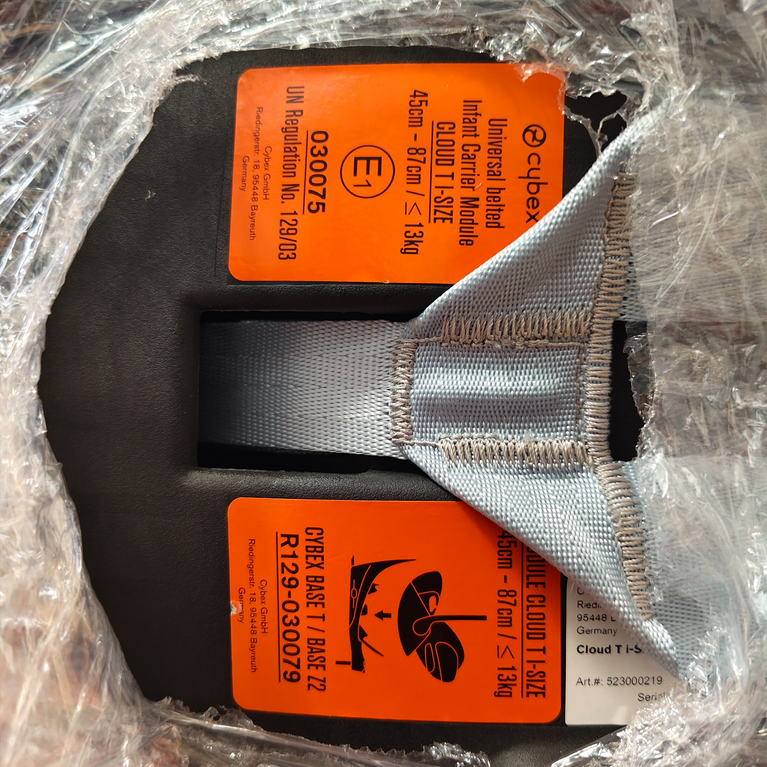 cybex
Universal belted
Infant Carrier Module
CLOUD T I-SIZE
45cm - 87cm / ≤ 13kg
E1
030075
UN Regulation No. 129/03
Cybex GmbH
Riedingerstr. 18, 95448 Bayreuth
Germany
DULE CLOUD T I-SIZE
45cm - 87cm / ≤ 13kg
CYBEX BASE T / BASE Z2
R129-030079
Cybex GmbH
Riedingerstr. 18, 95448 Bayreuth
Germany
95448
Germany
Cloud T i-S
Art.#: 523000219